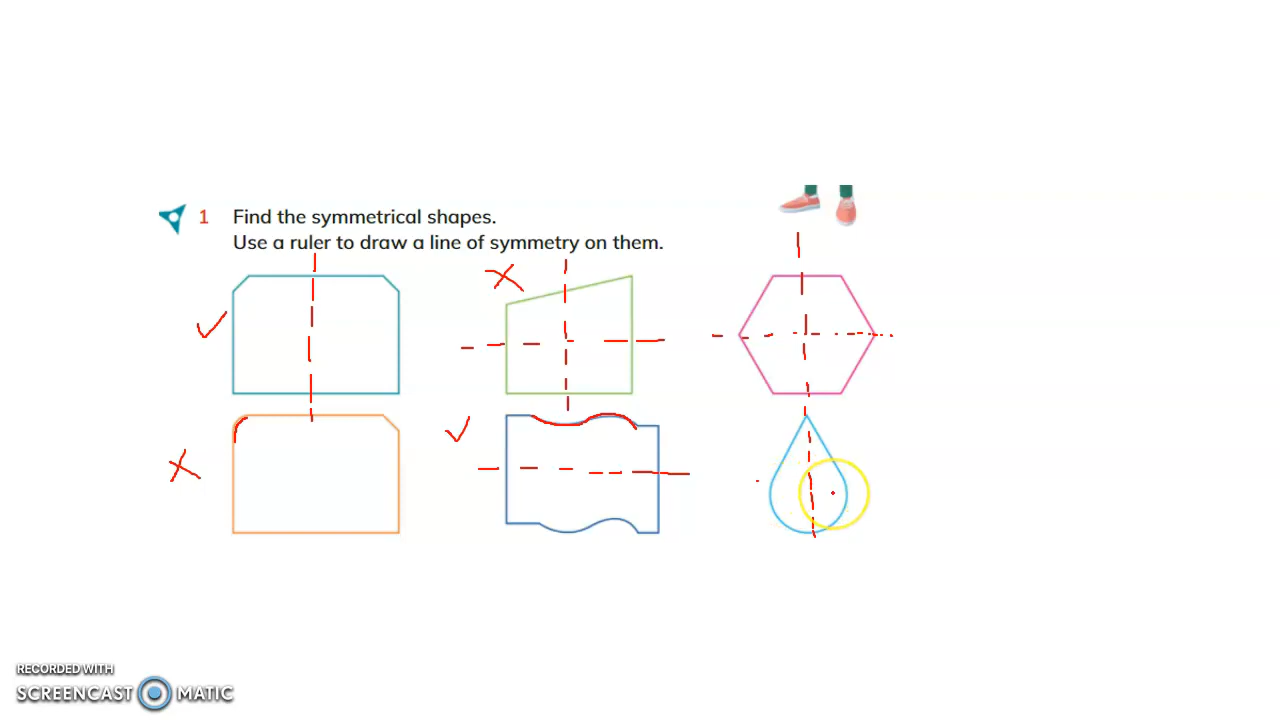 1 Find the symmetrical shapes.
Use a ruler to draw a line of symmetry on them.
RECORDED WITH
SCREENCAST MATIC